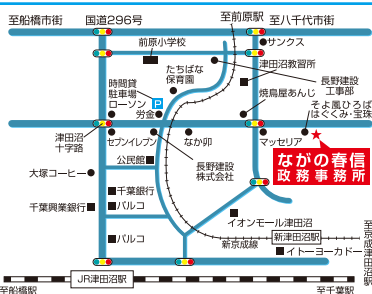 至船橋市街
国道296号
至前原駅
至八千代市街
サンクス
前原小学校
津田沼教習所
たちばな
保育園
時間貸
駐車場
ローソン
P
労金
長野建設
工事部
焼鳥屋あんじ
そよ風ひろば
はぐくみ・宝珠
津田沼
十字路
セブンイレブン
なか卯
マッセリア
ながの春信
政務事務所
公民館
長野建設
株式会社
大塚コーヒー
千葉銀行
千葉興業銀行
パルコ
パルコ
イオンモール津田沼
新京成線
新津田沼駅
イトーヨーカドー
至京成津田沼駅
JR津田沼駅
至船橋駅
至千葉駅